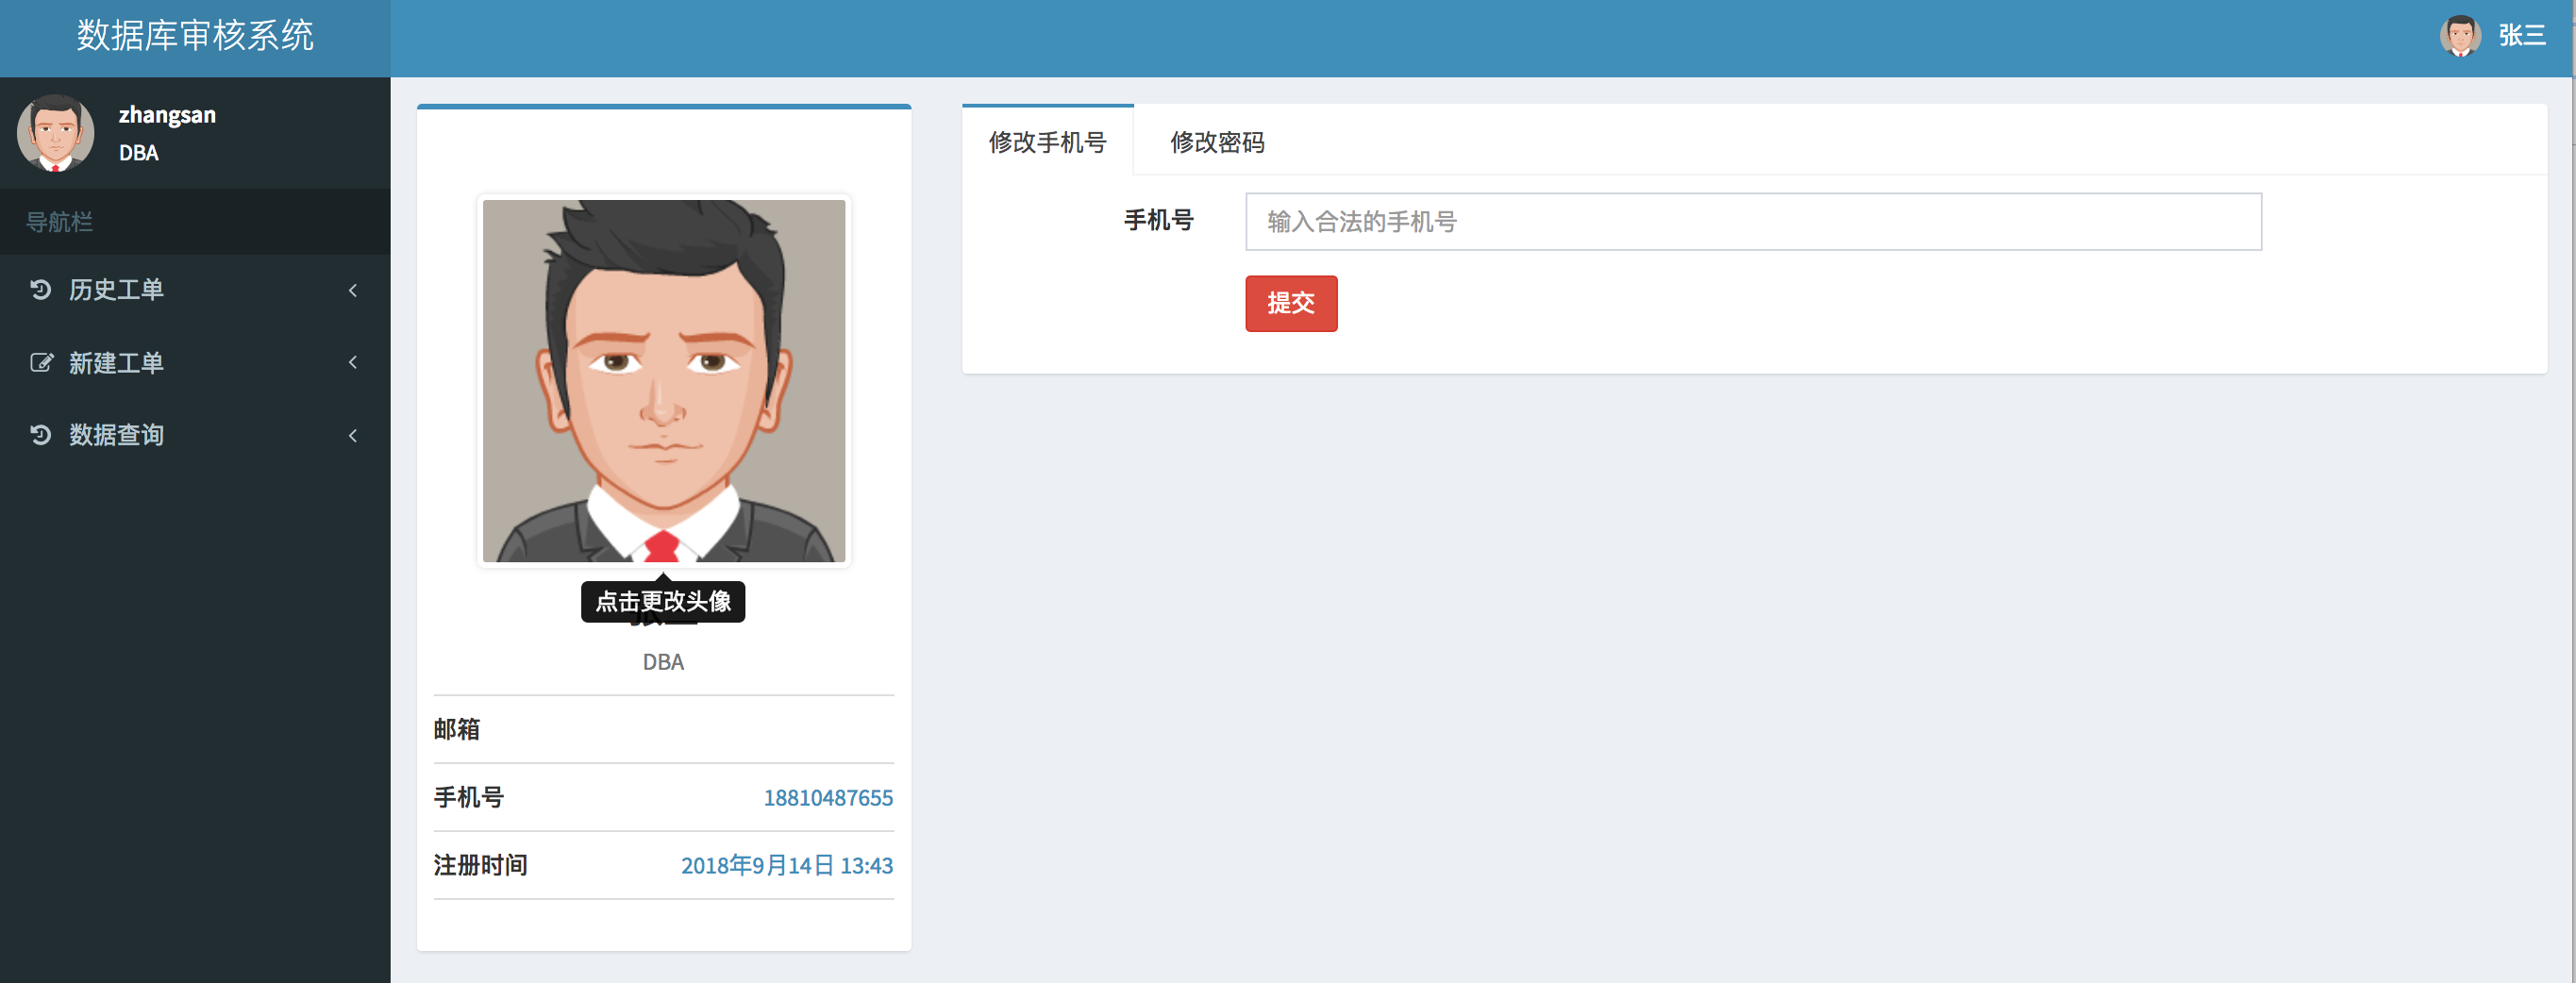 数据库审核系统
张三
zhangsan
DBA
导航栏
历史工单
新建工单
数据查询
点击更改头像
DBA
邮箱
手机号 18810487655
注册时间 2018年9月14日 13:43
修改手机号 修改密码
手机号 输入合法的手机号
提交